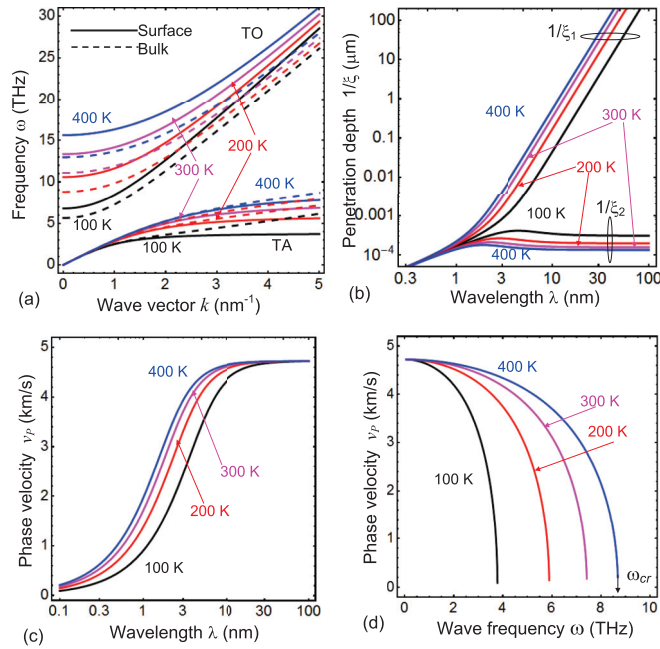 30
25
20
15
10
5
0
Frequency ω (THz)
Surface
Bulk
TO
400 K
300 K
200 K
400 K
100 K
100 K
TA
0
1
2
3
4
5
Wave vector k (nm⁻¹)
(a)
100
10
1
0.1
0.01
0.001
10⁻⁴
Penetration depth 1/ξ (μm)
1/ξ₁
400 K
300 K
200 K
100 K
1/ξ₂
400 K
0.3
1
3
10
30
100
Wavelength λ (nm)
(b)
5
4
3
2
1
0
Phase velocity νP (km/s)
400 K
300 K
200 K
100 K
0.1
0.3
1
3
10
30
100
Wavelength λ (nm)
(c)
5
4
3
2
1
0
Phase velocity νP (km/s)
400 K
300 K
200 K
100 K
ωcr
0
2
4
6
8
10
Wave frequency ω (THz)
(d)